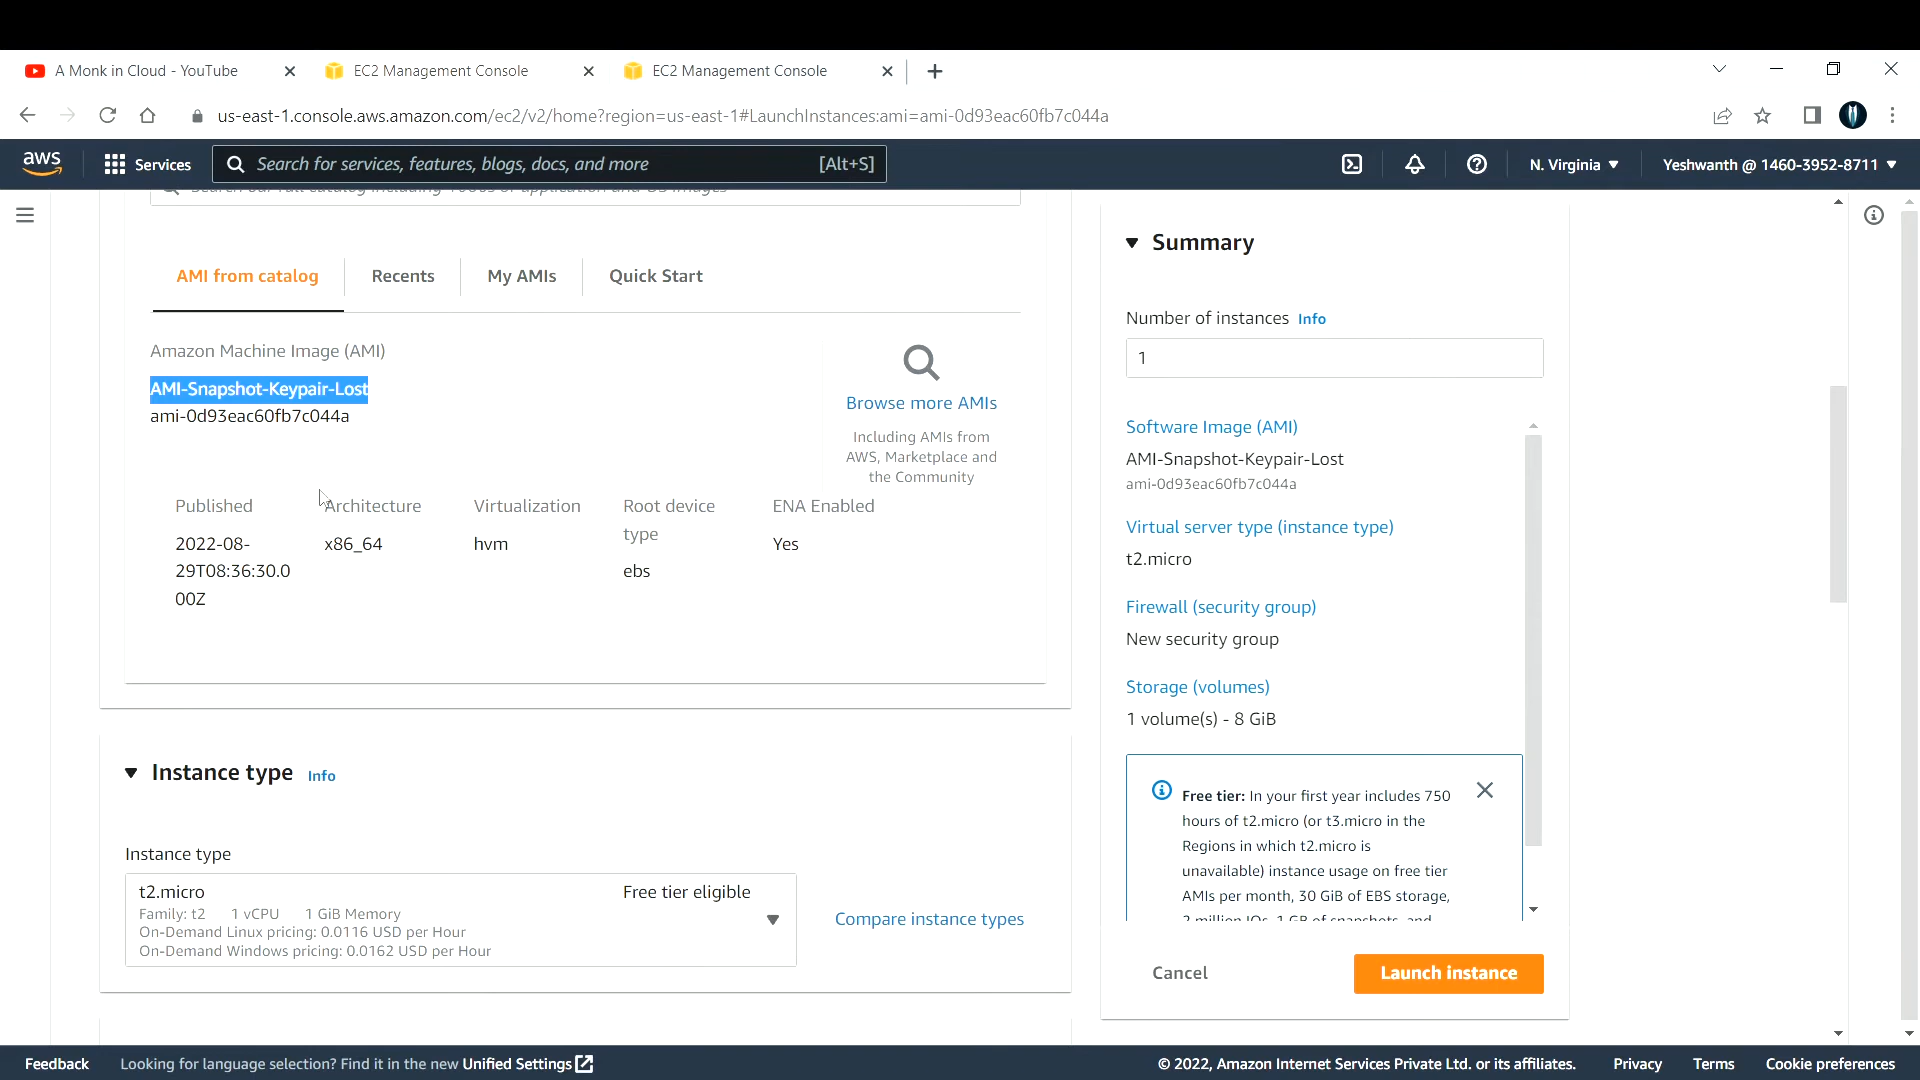 A Monk in Cloud - YouTube
EC2 Management Console
EC2 Management Console
us-east-1.console.aws.amazon.com/ec2/v2/home?region=us-east-1#LaunchInstances:ami=ami-0d93eac60fb7c044a
aws
Services
Search for services, features, blogs, docs, and more
[Alt+S]
N. Virginia
Yeshwanth @ 1460-3952-8711
AMI from catalog
Recents
My AMIs
Quick Start
Amazon Machine Image (AMI)
AMI-Snapshot-Keypair-Lost
ami-0d93eac60fb7c044a
Browse more AMIs
Including AMIs from
AWS, Marketplace and
the Community
Published
Architecture
Virtualization
Root device
type
ENA Enabled
2022-08-
29T08:36:30.0
00Z
x86_64
hvm
ebs
Yes
Instance type Info
Instance type
t2.micro
Free tier eligible
Family: t2 1 vCPU 1 GiB Memory
On-Demand Linux pricing: 0.0116 USD per Hour
On-Demand Windows pricing: 0.0162 USD per Hour
Compare instance types
Summary
Number of instances Info
1
Software Image (AMI)
AMI-Snapshot-Keypair-Lost
ami-0d93eac60fb7c044a
Virtual server type (instance type)
t2.micro
Firewall (security group)
New security group
Storage (volumes)
1 volume(s) - 8 GiB
Free tier: In your first year includes 750
hours of t2.micro (or t3.micro in the
Regions in which t2.micro is
unavailable) instance usage on free tier
AMIs per month, 30 GiB of EBS storage,
2 million IOs, 1 GB of snapshots, and
Cancel
Launch instance
Feedback
Looking for language selection? Find it in the new Unified Settings
© 2022, Amazon Internet Services Private Ltd. or its affiliates.
Privacy
Terms
Cookie preferences